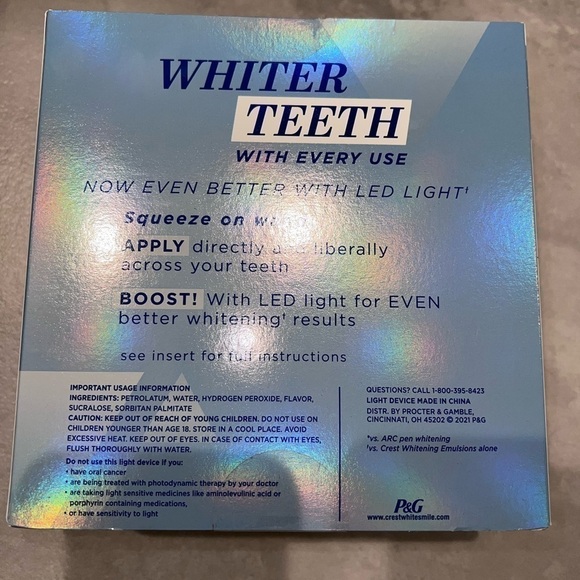 WHITER
TEETH
WITH EVERY USE
NOW EVEN BETTER WITH LED LIGHT†
Squeeze on
APPLY directly liberally
across your teeth
BOOST! With LED light for EVEN
better whitening† results
see insert for full instructions
IMPORTANT USAGE INFORMATION
INGREDIENTS: PETROLATUM, WATER, HYDROGEN PEROXIDE, FLAVOR,
SUCRALOSE, SORBITAN PALMITATE
CAUTION: KEEP OUT OF REACH OF YOUNG CHILDREN. DO NOT USE ON
CHILDREN YOUNGER THAN AGE 18. STORE IN A COOL PLACE. AVOID
EXCESSIVE HEAT. KEEP OUT OF EYES. IN CASE OF CONTACT WITH EYES,
FLUSH THOROUGHLY WITH WATER.
Do not use this light device if you:
• have oral cancer
• are being treated with photodynamic therapy by your doctor
• are taking light sensitive medicines like aminolevulinic acid or
porphyrin containing medications,
• or have sensitivity to light
QUESTIONS? CALL 1-800-395-8423
LIGHT DEVICE MADE IN CHINA
DISTR. BY PROCTER & GAMBLE,
CINCINNATI, OH 45202 © 2021 P&G
*vs. ARC pen whitening
†vs. Crest Whitening Emulsions alone
P&G
www.crestwhitesmile.com